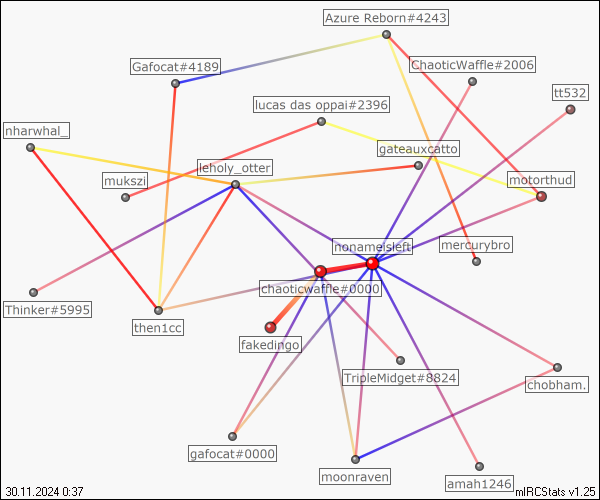 Azure Reborn#4243
Gafocat#4189
ChaoticWaffle#2006
tt532
lucas das oppai#2396
nharwhal_
gateauxcatto
leholy_otter
mukszi
motorthud
nonameisleft
mercurybro
chaoticwaffle#0000
Thinker#5995
then1cc
fakedingo
TripleMidget#8824
chobham.
gafocat#0000
moonraven
amah1246
30.11.2024 0:37
mIRCStats v1.25